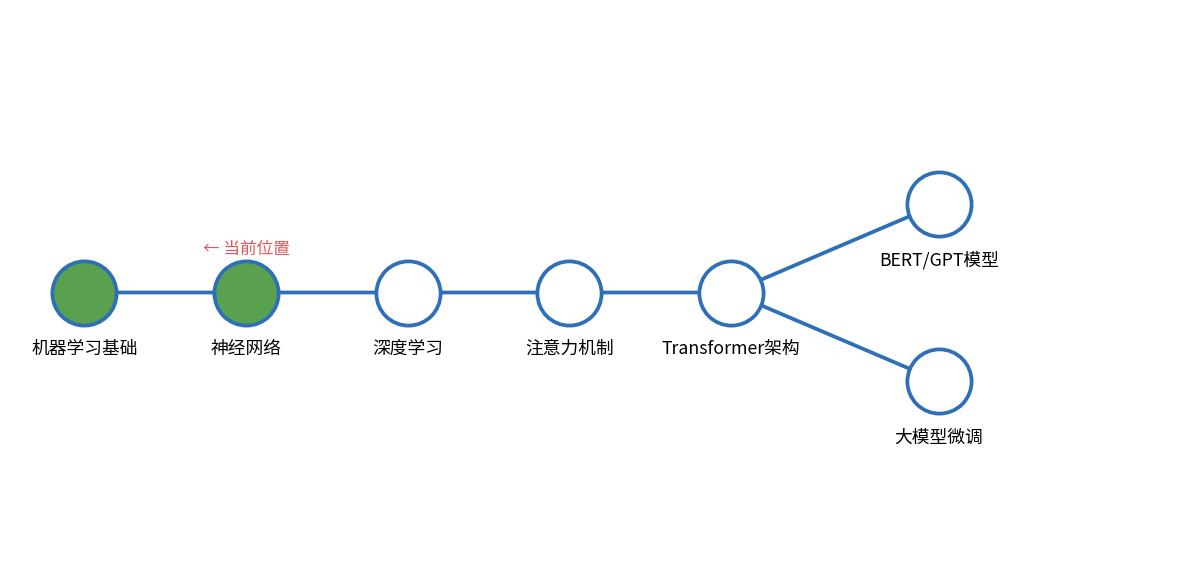 ← 当前位置
机器学习基础
神经网络
深度学习
注意力机制
Transformer架构
BERT/GPT模型
大模型微调